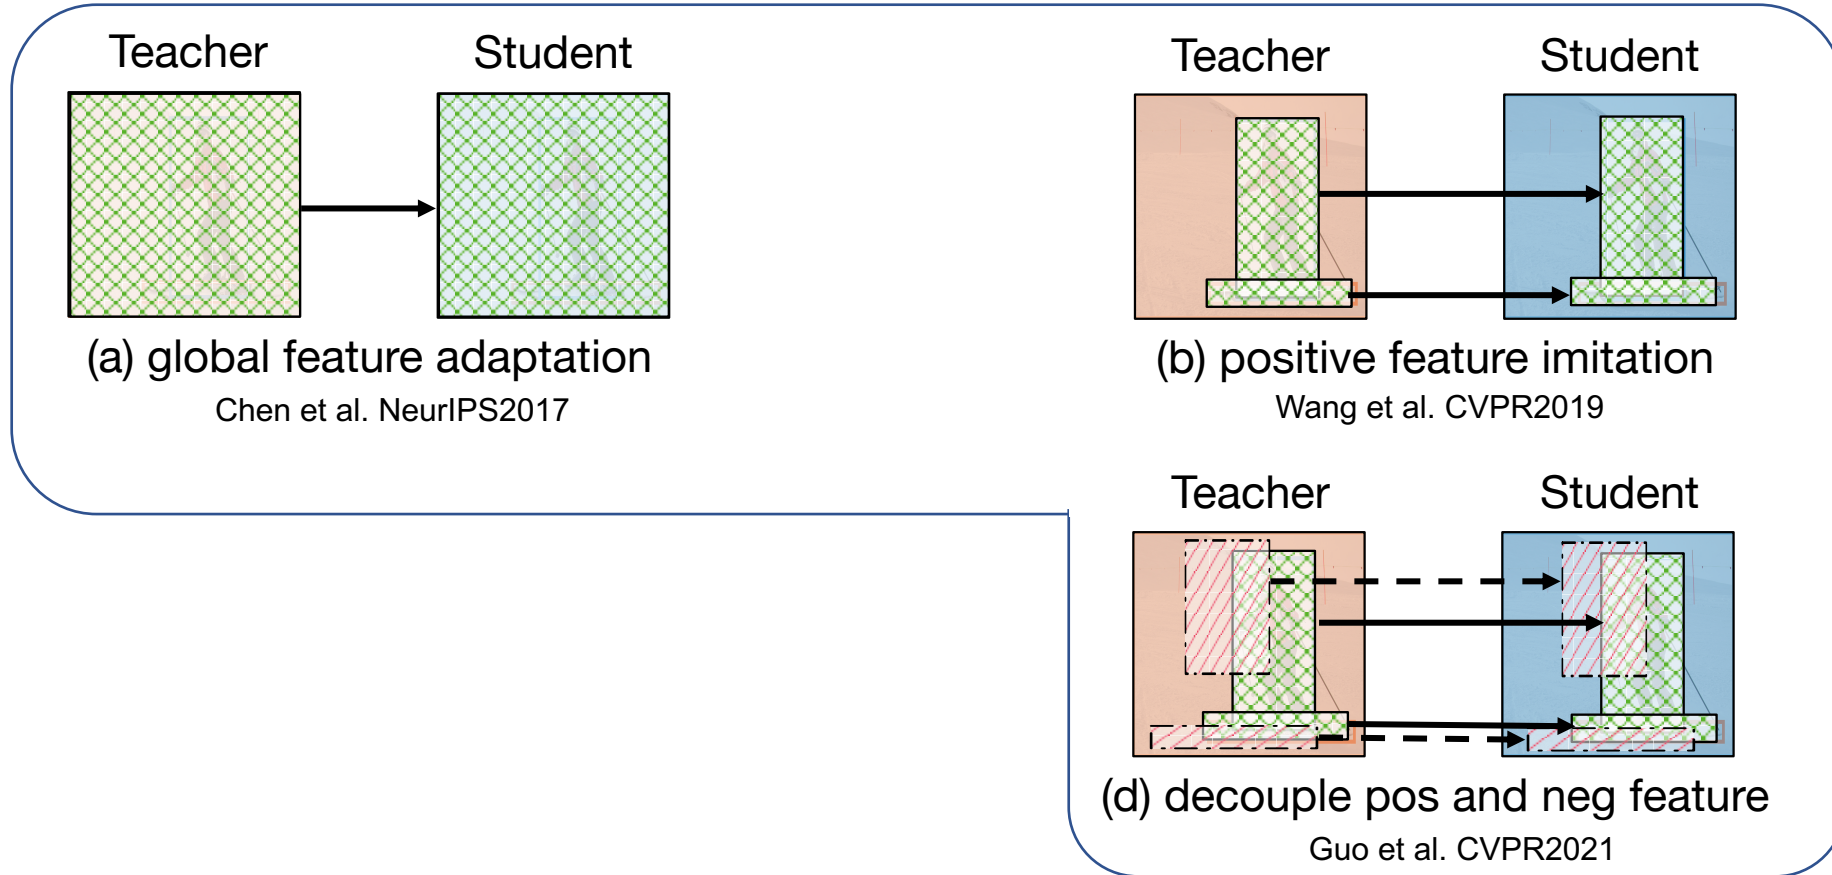 Teacher Student
(a) global feature adaptation
Chen et al. NeurIPS2017
Teacher Student
(b) positive feature imitation
Wang et al. CVPR2019
Teacher Student
(d) decouple pos and neg feature
Guo et al. CVPR2021